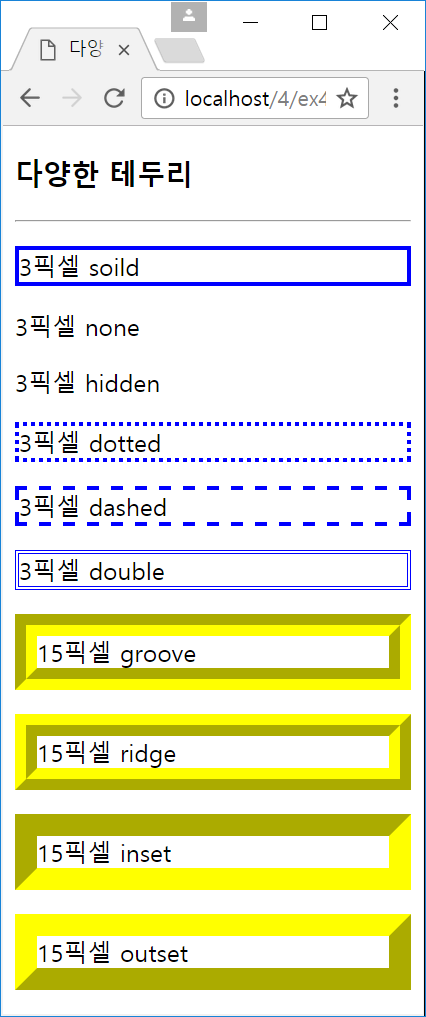 다양
localhost/4/ex4
다양한 테두리
3픽셀 soild
3픽셀 none
3픽셀 hidden
3픽셀 dotted
3픽셀 dashed
3픽셀 double
15픽셀 groove
15픽셀 ridge
15픽셀 inset
15픽셀 outset